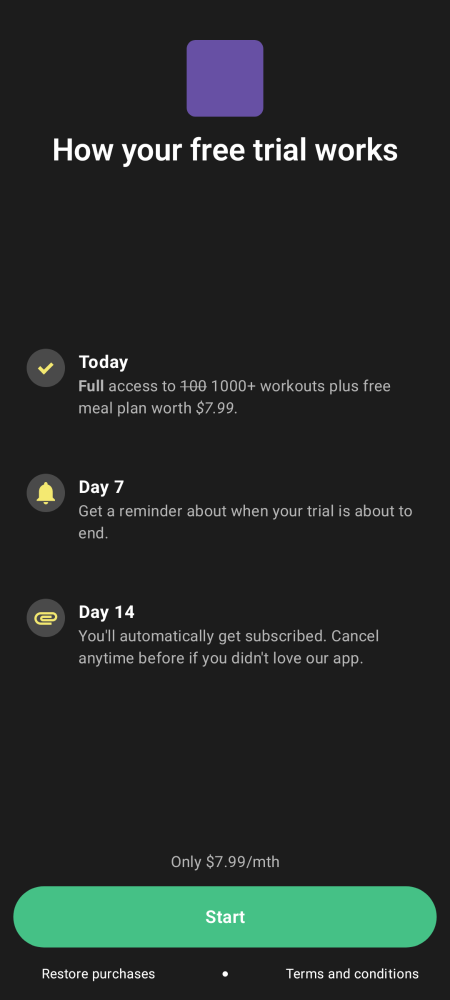 How your free trial works
Today
Full access to 100 1000+ workouts plus free
meal plan worth $7.99.
Day 7
Get a reminder about when your trial is about to
end.
Day 14
You'll automatically get subscribed. Cancel
anytime before if you didn't love our app.
Only $7.99/mth
Start
Restore purchases • Terms and conditions